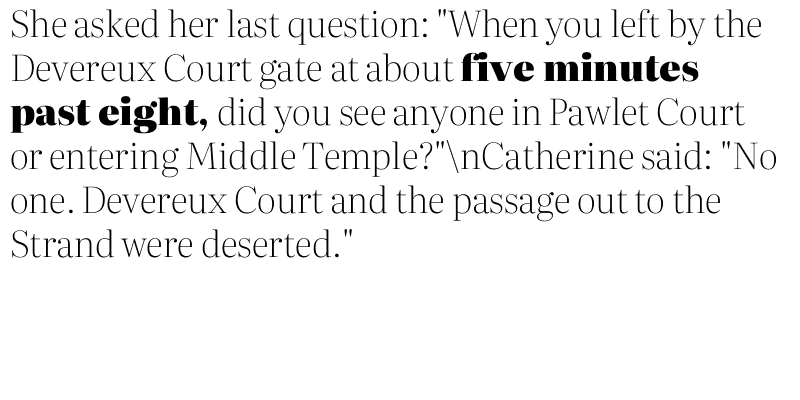 She asked her last question: "When you left by the
Devereux Court gate at about five minutes
past eight, did you see anyone in Pawlet Court
or entering Middle Temple?"\nCatherine said: "No
one. Devereux Court and the passage out to the
Strand were deserted."